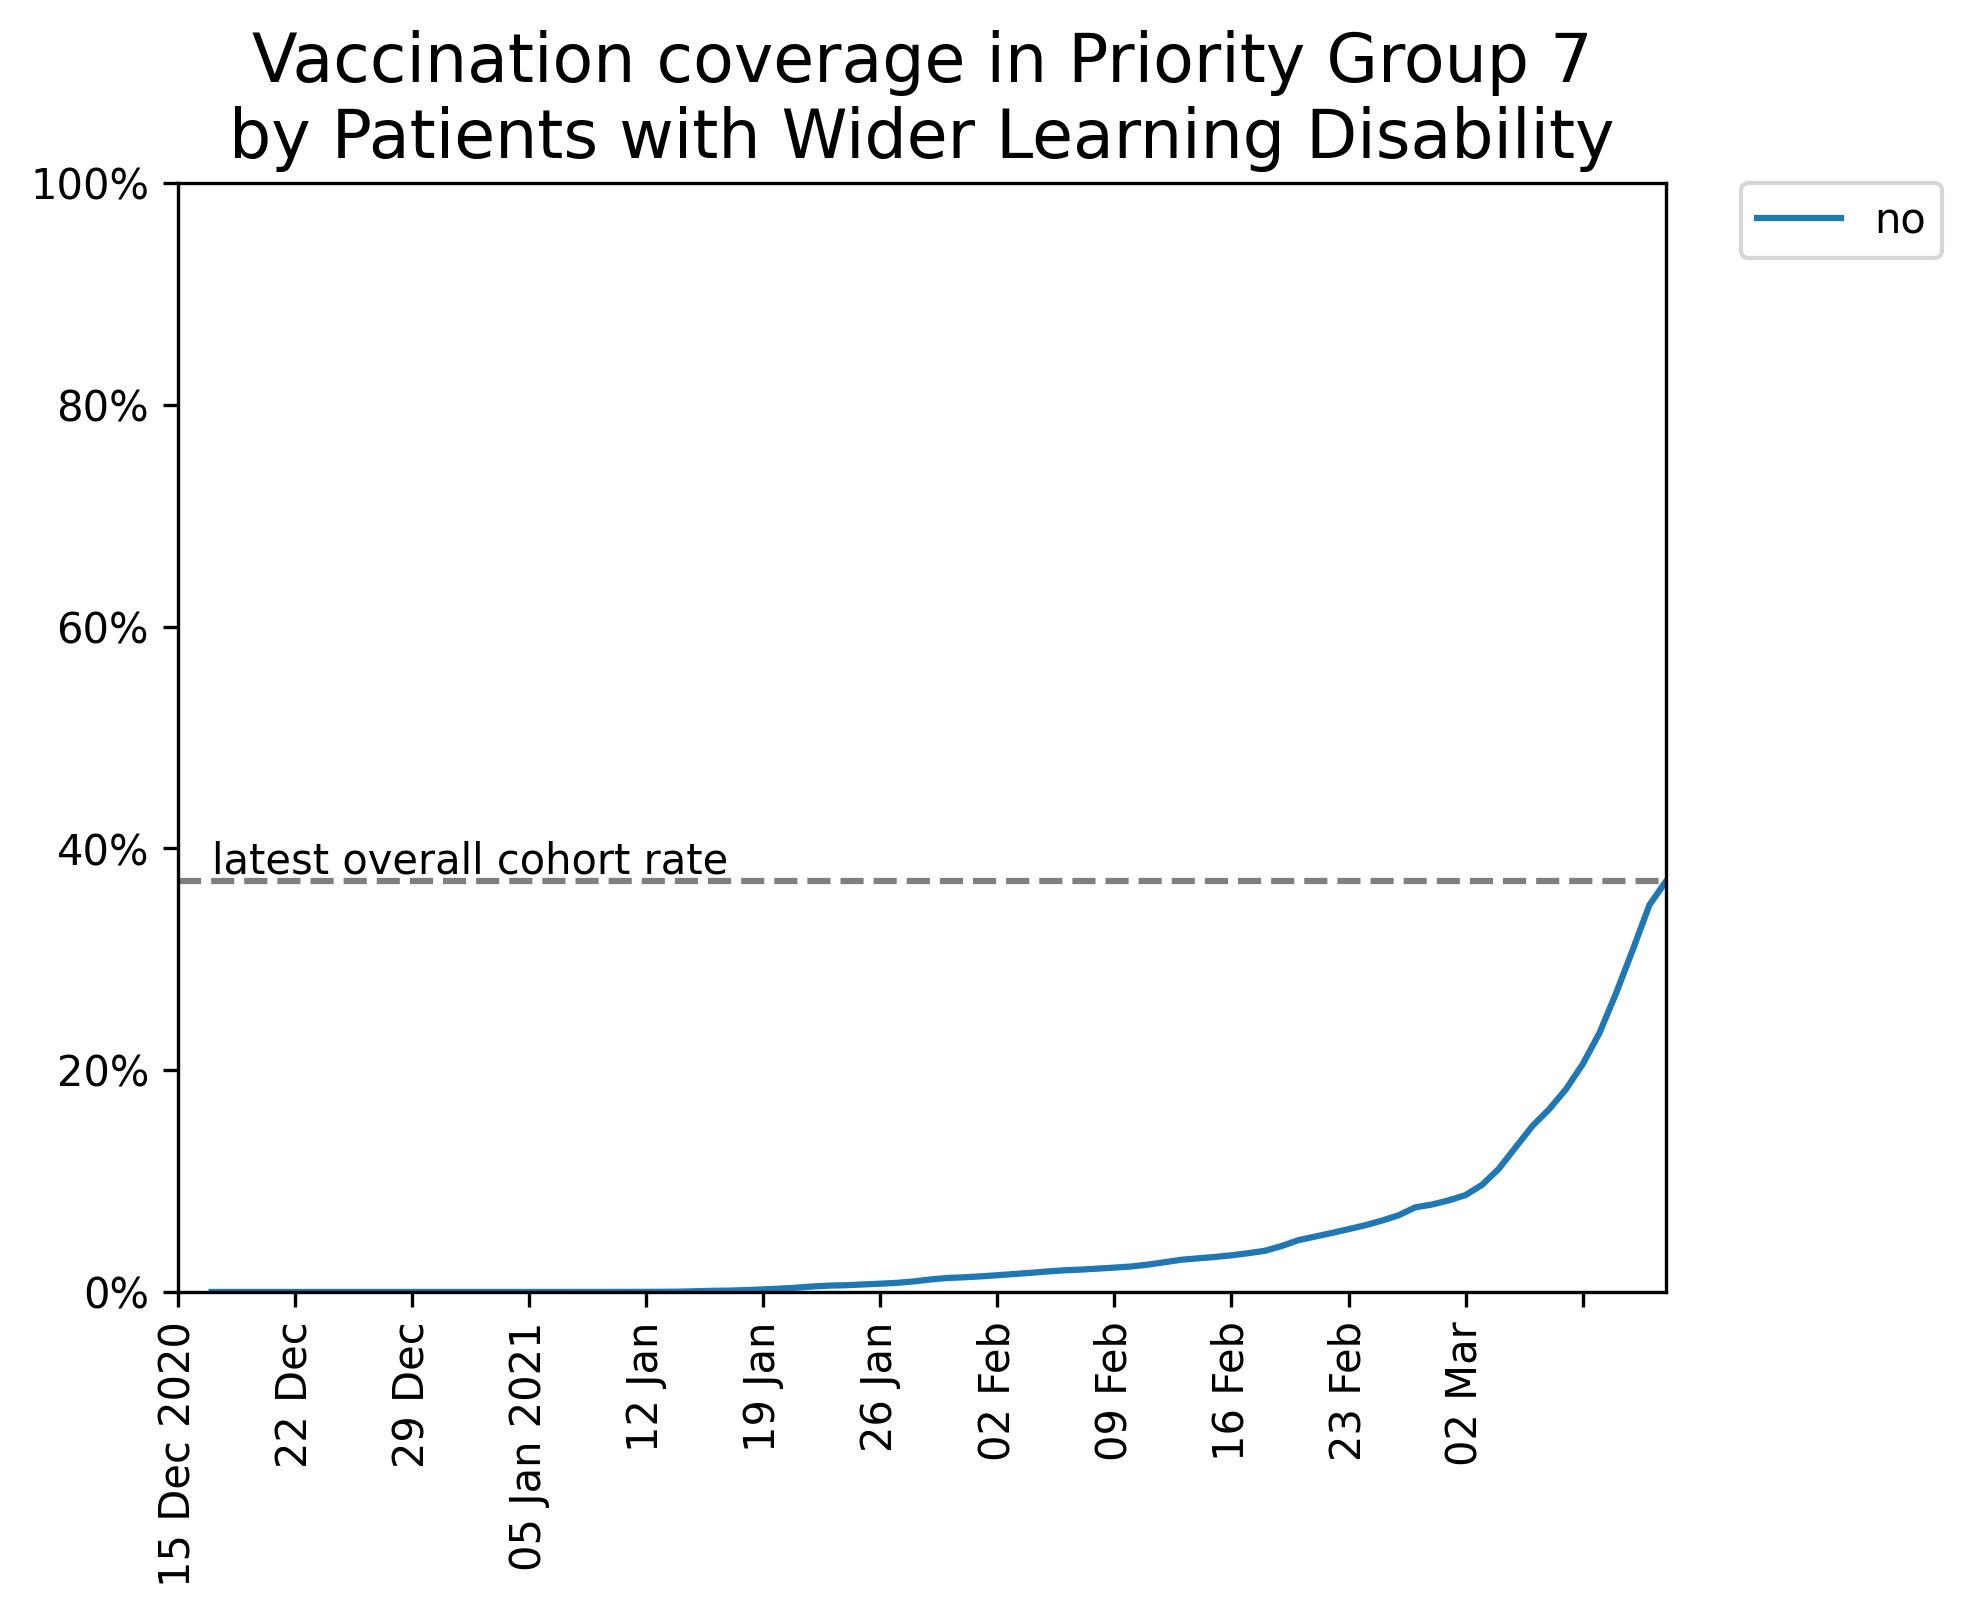 Vaccination coverage in Priority Group 7
by Patients with Wider Learning Disability
100%
80%
60%
40%
20%
0%
latest overall cohort rate
no
15 Dec 2020
22 Dec
29 Dec
05 Jan 2021
12 Jan
19 Jan
26 Jan
02 Feb
09 Feb
16 Feb
23 Feb
02 Mar